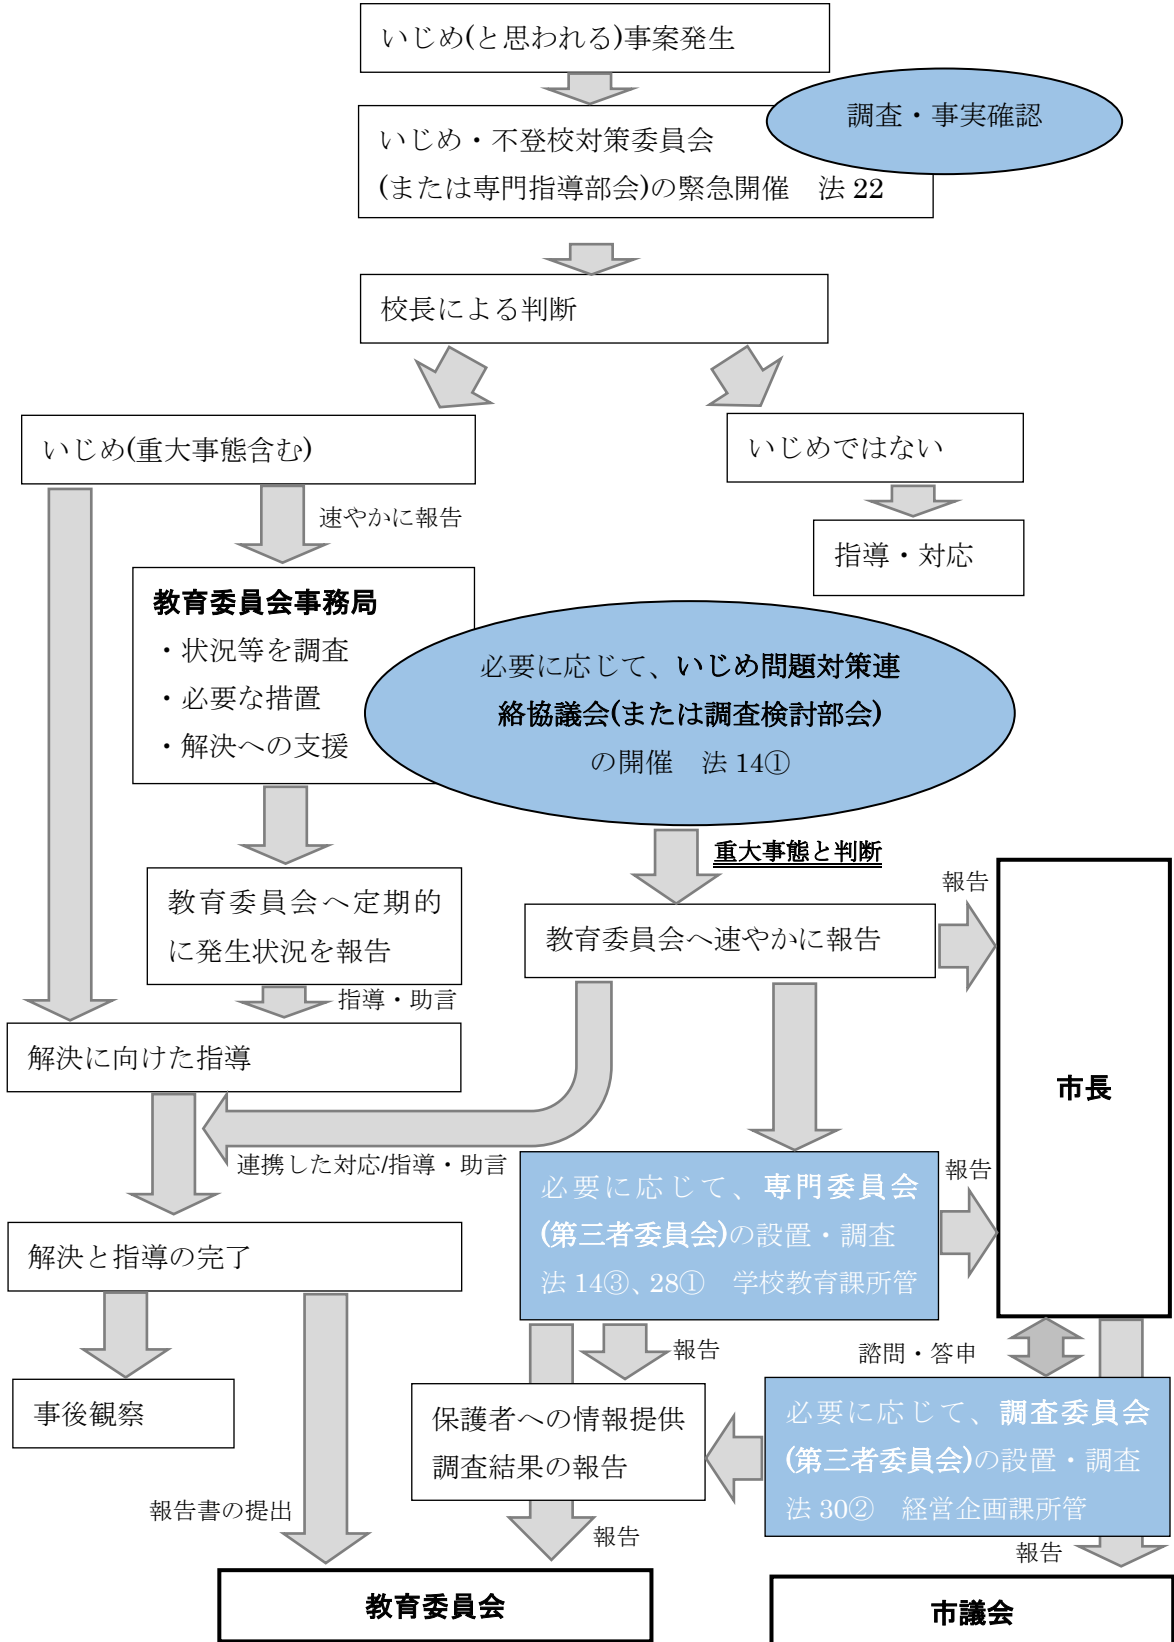 いじめ(と思われる)事案発生
調査・事実確認
いじめ・不登校対策委員会
(または専門指導部会)の緊急開催　法 22
校長による判断
いじめ(重大事態含む)
いじめではない
速やかに報告
指導・対応
教育委員会事務局
・状況等を調査
・必要な措置
・解決への支援
必要に応じて、いじめ問題対策連
絡協議会(または調査検討部会)
の開催　法 14①
重大事態と判断
報告
教育委員会へ定期的
に発生状況を報告
教育委員会へ速やかに報告
指導・助言
解決に向けた指導
市長
連携した対応/指導・助言
報告
必要に応じて、専門委員会
(第三者委員会)の設置・調査
法 14③、28①　学校教育課所管
解決と指導の完了
報告
諮問・答申
事後観察
保護者への情報提供
調査結果の報告
必要に応じて、調査委員会
(第三者委員会)の設置・調査
法 30②　経営企画課所管
報告書の提出
報告
報告
教育委員会
市議会